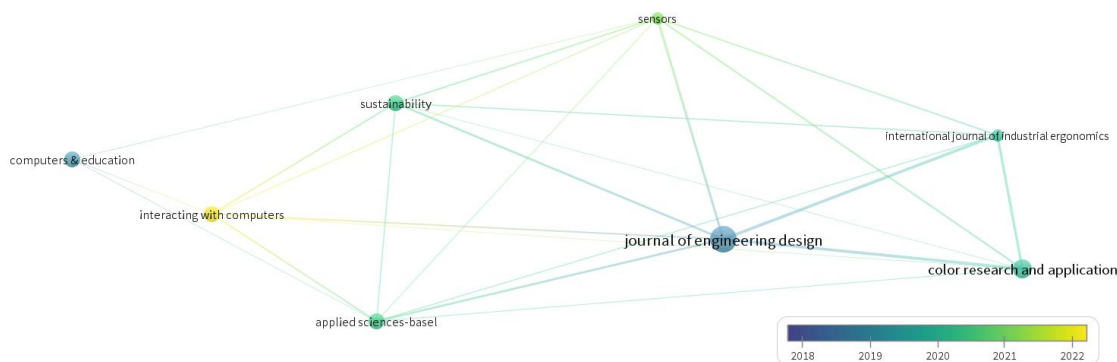 sensors
sustainability
international journal of industrial ergonomics
computers & education
interacting with computers
journal of engineering design
color research and application
applied sciences-basel
2018 2019 2020 2021 2022